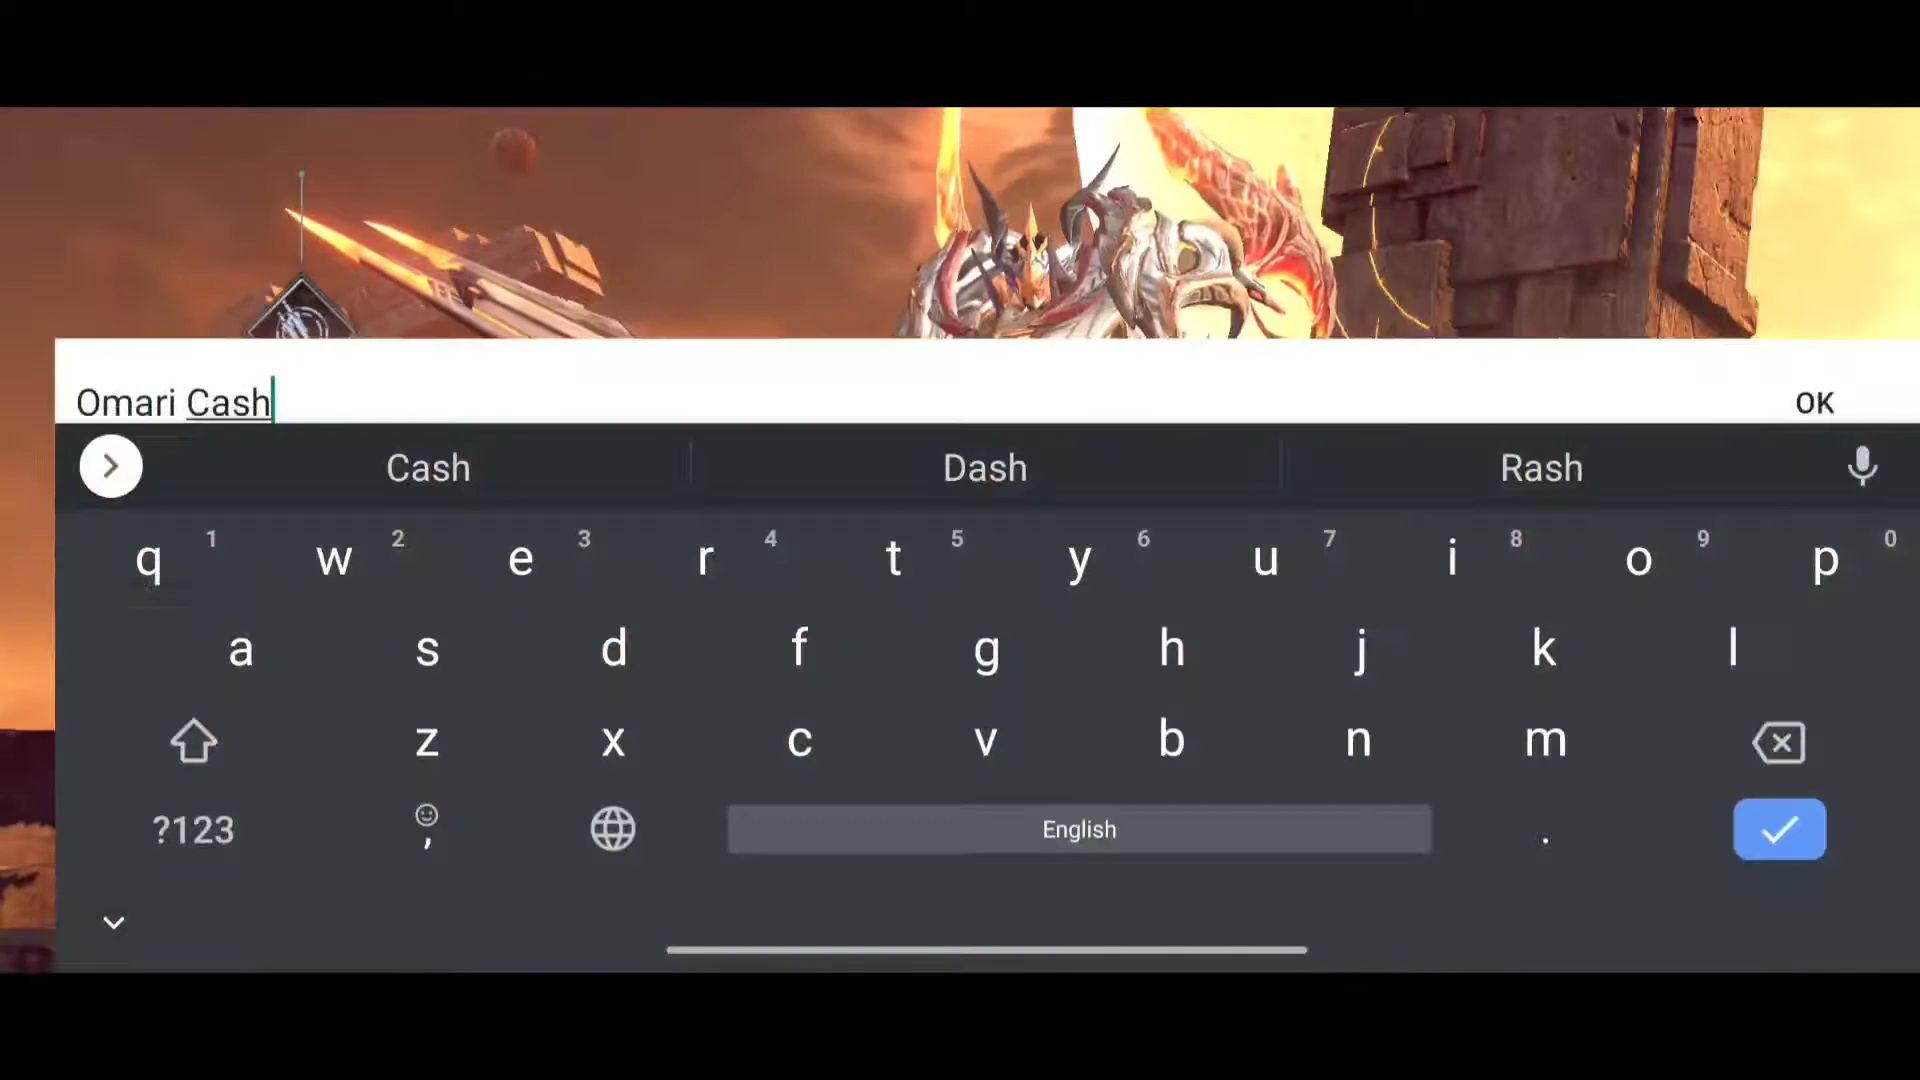 Omari Cash
OK
Cash Dash Rash
q 1 w 2 e 3 r 4 t 5 y 6 u 7 i 8 o 9 p 0
a s d f g h j k l
z x c v b n m
?123 , English .